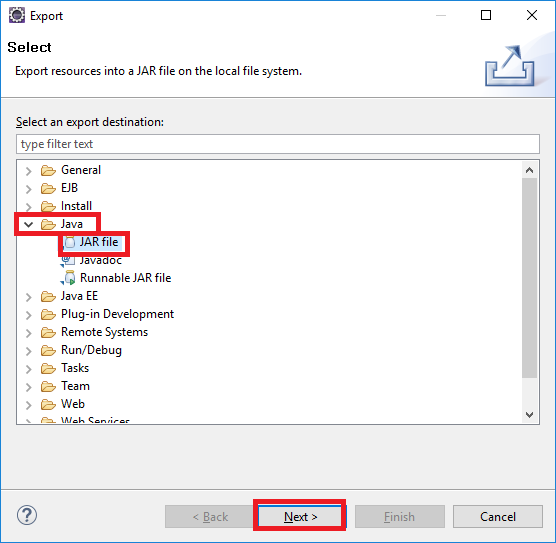 Export
Select
Export resources into a JAR file on the local file system.
Select an export destination:
type filter text
General
EJB
Install
Java
JAR file
Javadoc
Runnable JAR file
Java EE
Plug-in Development
Remote Systems
Run/Debug
Tasks
Team
Web
Web Services
?
< Back Next > Finish Cancel